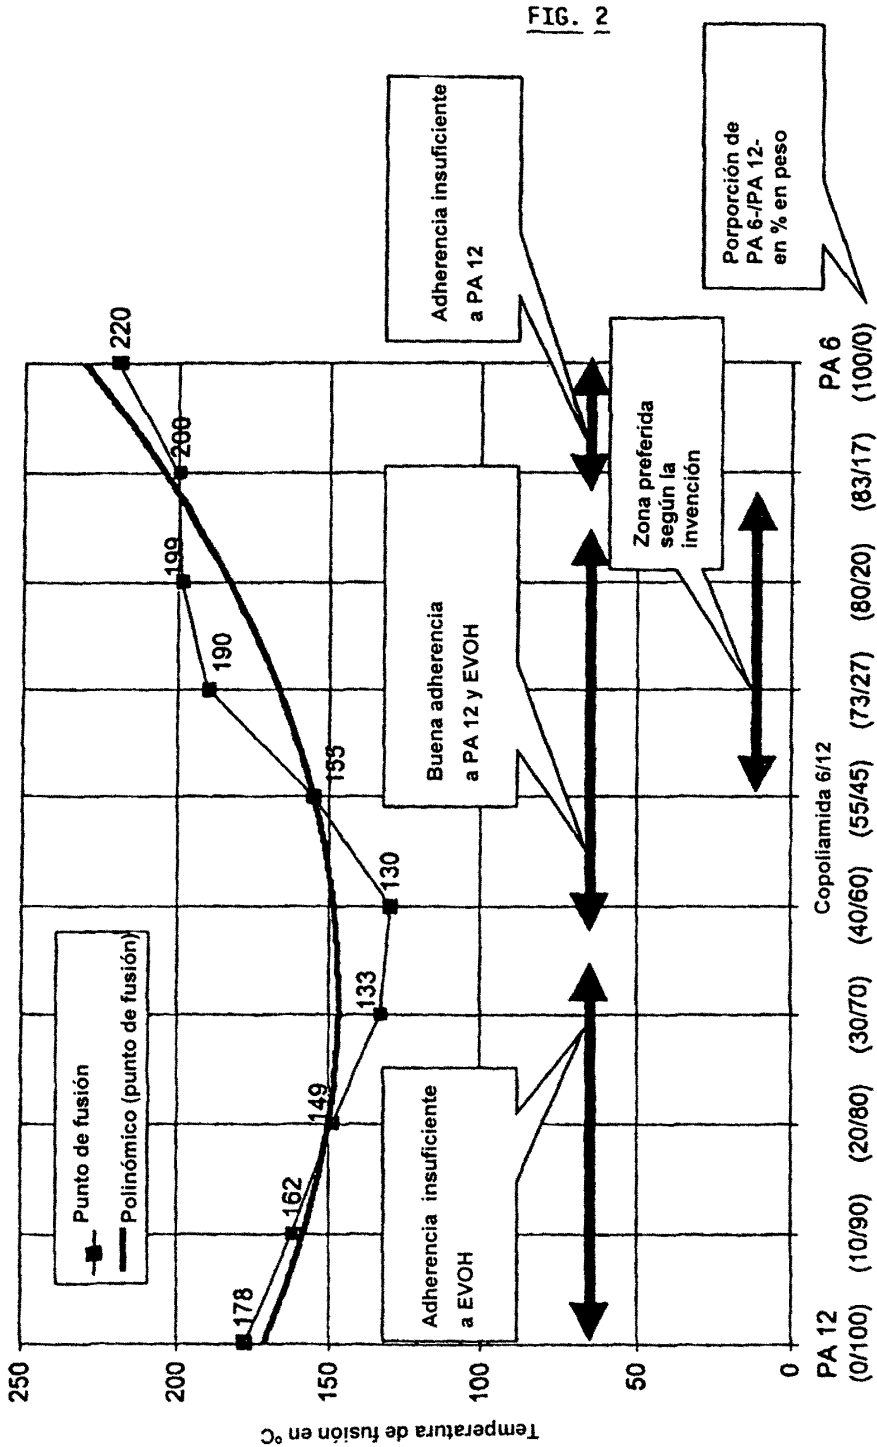 FIG. 2
Temperatura de fusión en °C
250
200
150
100
50
0
Punto de fusión
Polinómico (punto de fusión)
178
162
149
133
130
155
190
199
200
220
Adherencia insuficiente
a EVOH
Buena adherencia
a PA 12 y EVOH
Adherencia insuficiente
a PA 12
Zona preferida
según la
invención
Porporción de
PA 6-/PA 12-
en % en peso
PA 12
Copoliamida 6/12
PA 6
(0/100)
(10/90)
(20/80)
(30/70)
(40/60)
(55/45)
(73/27)
(80/20)
(83/17)
(100/0)